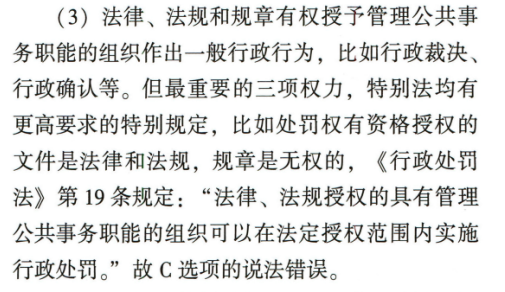 (3) 法律、法规和规章有权授予管理公共事
务职能的组织作出一般行政行为，比如行政裁决、
行政确认等。但最重要的三项权力，特别法均有
更高要求的特别规定，比如处罚权有资格授权的
文件是法律和法规，规章是无权的，《行政处罚
法》第 19 条规定：“法律、法规授权的具有管理
公共事务职能的组织可以在法定授权范围内实施
行政处罚。”故 C 选项的说法错误。